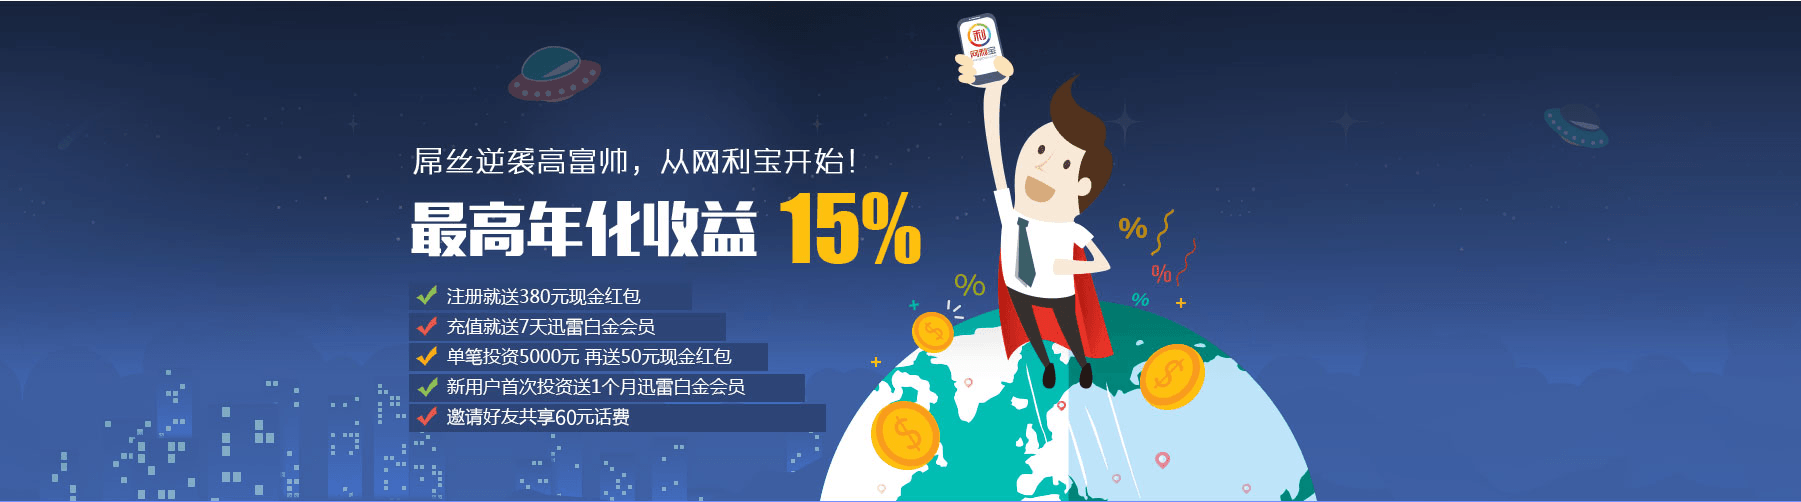 利
网利宝
屌丝逆袭高富帅，从网利宝开始！
最高年化收益 15%
注册就送380元现金红包
充值就送7天迅雷白金会员
单笔投资5000元 再送50元现金红包
新用户首次投资送1个月迅雷白金会员
邀请好友共享60元话费
%
%
%
%